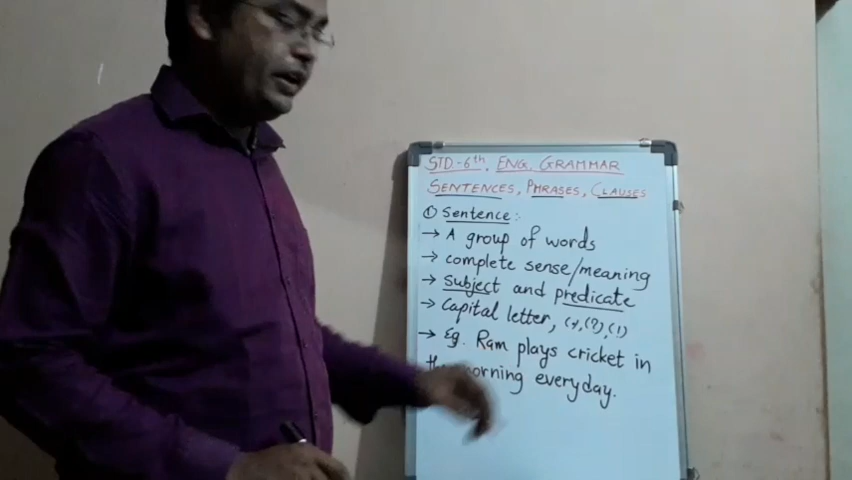 STD-6th, ENG. GRAMMAR
SENTENCES, PHRASES, CLAUSES
① Sentence:
→ A group of words
→ complete sense/meaning
→ Subject and predicate
→ Capital letter, (.), (?), (!)
→ Eg. Ram plays cricket in
morning everyday.